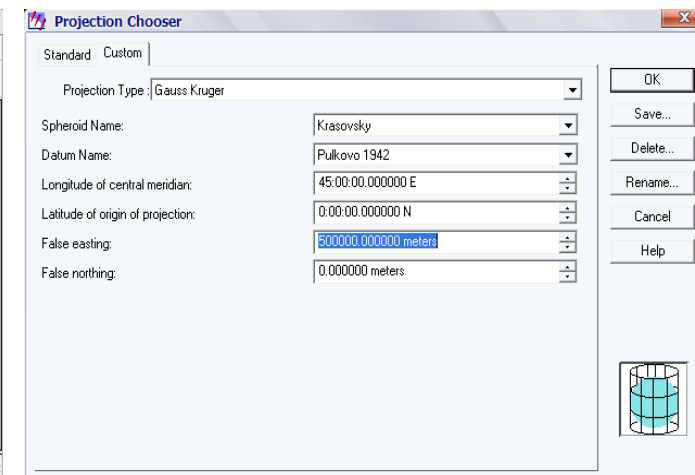 Projection Chooser
X
Standard Custom
Projection Type : Gauss Kruger
Spheroid Name: Krasovsky
Datum Name: Pulkovo 1942
Longitude of central meridian: 45:00:00.000000 E
Latitude of origin of projection: 0:00:00.000000 N
False easting: 500000.000000 meters
False northing: 0.000000 meters
OK
Save...
Delete...
Rename...
Cancel
Help